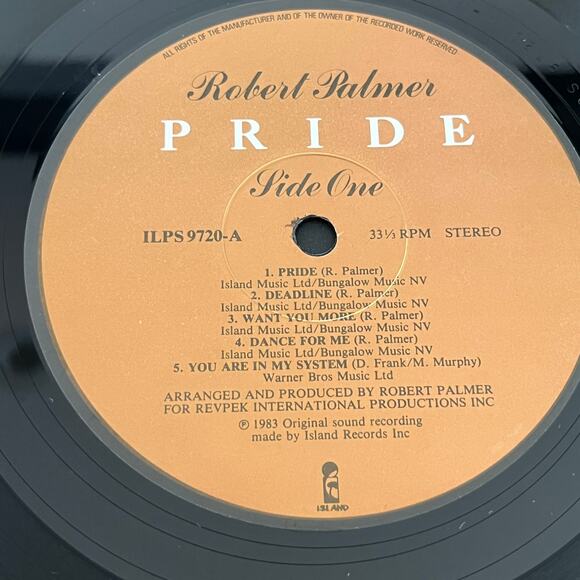 ALL RIGHTS OF THE MANUFACTURER AND OF THE OWNER OF THE RECORDED WORK RESERVED
Robert Palmer
PRIDE
Side One
ILPS 9720-A 33⅓ RPM STEREO
1. PRIDE (R. Palmer)
Island Music Ltd/Bungalow Music NV
2. DEADLINE (R. Palmer)
Island Music Ltd/Bungalow Music NV
3. WANT YOU MORE (R. Palmer)
Island Music Ltd/Bungalow Music NV
4. DANCE FOR ME (R. Palmer)
Island Music Ltd/Bungalow Music NV
5. YOU ARE IN MY SYSTEM (D. Frank/M. Murphy)
Warner Bros Music Ltd
ARRANGED AND PRODUCED BY ROBERT PALMER
FOR REVPEK INTERNATIONAL PRODUCTIONS INC
℗ 1983 Original sound recording
made by Island Records Inc
ISLAND